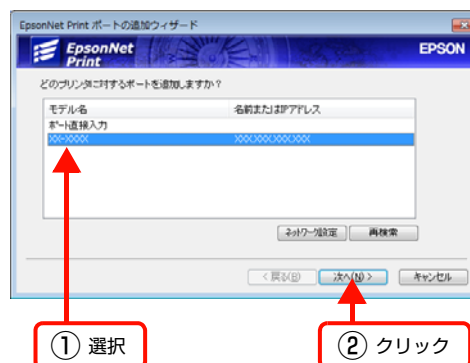 EpsonNet Print ポートの追加ウィザード
EpsonNet
Print
EPSON
どのプリンタに対するポートを追加しますか?
モデル名 名前またはIPアドレス
ポート直接入力
XX-XXXX XXX.XXX.XXX.XXX
ネットワーク設定 再検索
< 戻る(B) 次へ(N) > キャンセル
① 選択
② クリック